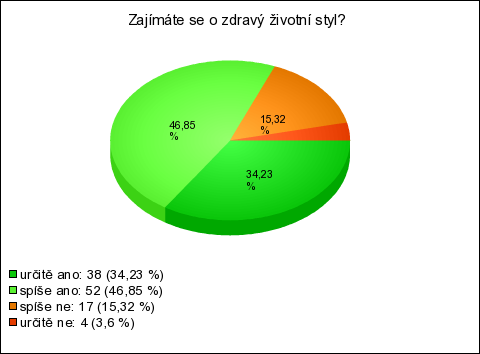 Zajímáte se o zdravý životní styl?
46,85
%
15,32
%
34,23
%
určitě ano: 38 (34,23 %)
spíše ano: 52 (46,85 %)
spíše ne: 17 (15,32 %)
určitě ne: 4 (3,6 %)